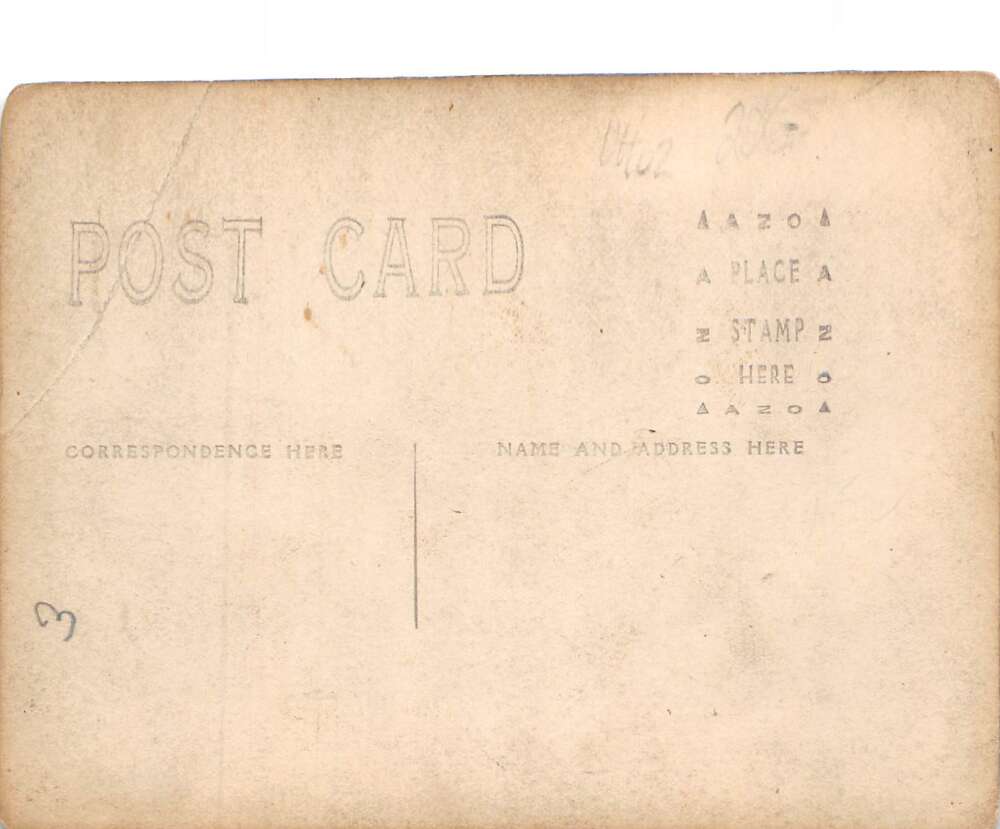 POST CARD
AZO
A PLACE A
Z STAMP Z
O HERE O
AZO
CORRESPONDENCE HERE
NAME AND ADDRESS HERE
3